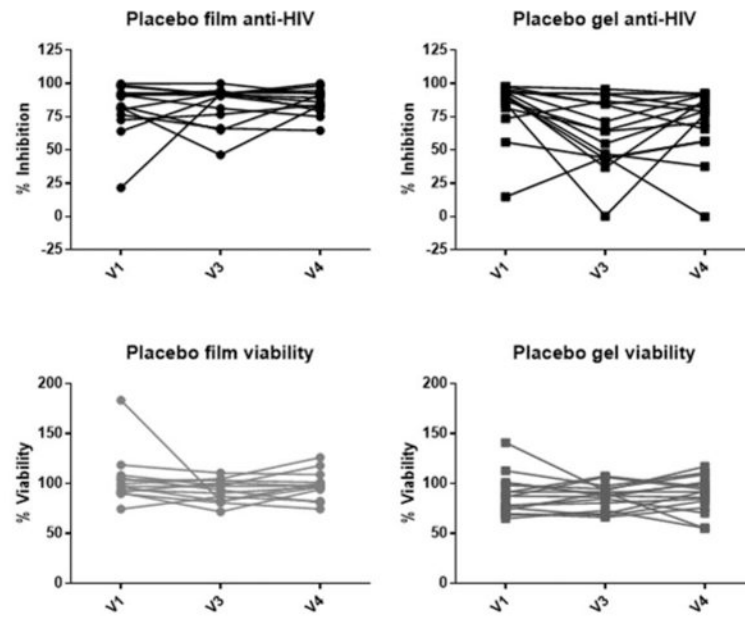 Placebo film anti-HIV
% Inhibition
125
100
75
50
25
0
-25
V1
V3
V4
Placebo gel anti-HIV
% Inhibition
125
100
75
50
25
0
-25
V1
V3
V4
Placebo film viability
% Viability
200
150
100
50
0
V1
V3
V4
Placebo gel viability
% Viability
200
150
100
50
0
V1
V3
V4